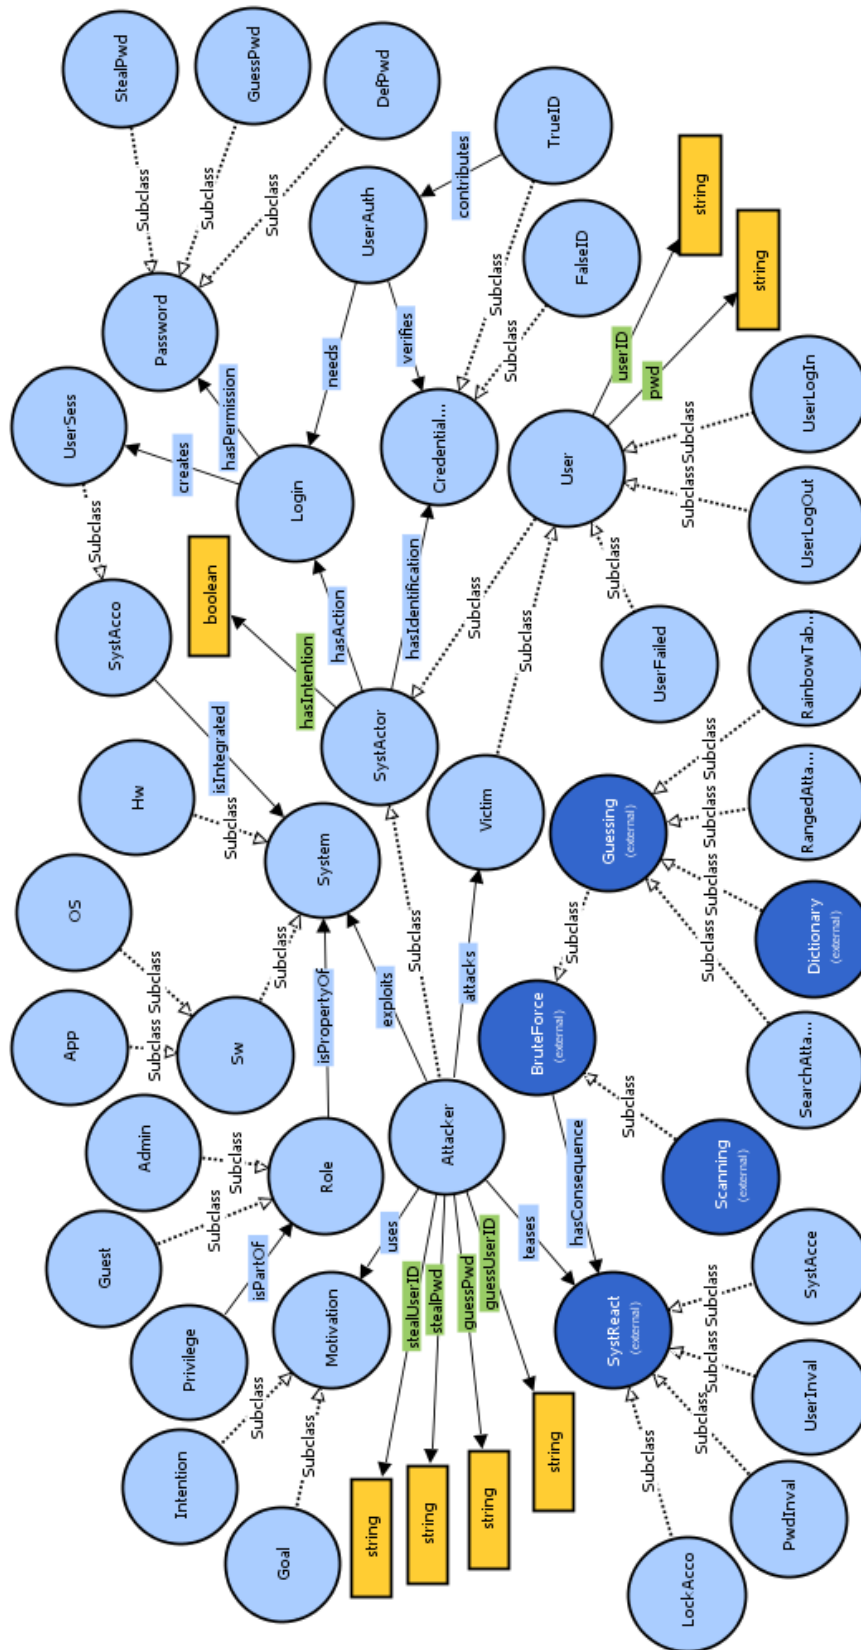 Intention
Subclass
Goal
Subclass
Motivation
Guest
Subclass
Admin
Subclass
Privilege
isPartOf
Role
isPropertyOf
App
Subclass
OS
Subclass
Sw
Subclass
Hw
Subclass
System
SystAcco
isIntegrated
UserSess
Subclass
creates
Login
hasPermission
Password
StealPwd
Subclass
GuessPwd
Subclass
DefPwd
Subclass
boolean
hasIntention
hasAction
hasIdentification
SystActor
needs
UserAuth
verifies
contributes
TrueID
Subclass
FalseID
Subclass
Credential...
string
string
string
string
stealUserID
stealPwd
guessPwd
guessUserID
uses
Attacker
exploits
Subclass
attacks
teases
Victim
Subclass
Subclass
User
userID
string
pwd
string
UserFailed
Subclass
UserLogOut
Subclass
UserLogIn
Subclass
hasConsequence
BruteForce
(external)
Subclass
Guessing
(external)
Subclass
Scanning
(external)
SystReact
(external)
Subclass
Subclass
Subclass
Subclass
LockAcco
PwdInval
UserInval
SystAcce
Subclass
Subclass
Subclass
Subclass
SearchAtta...
Dictionary
(external)
RangedAtta...
RainbowTab...